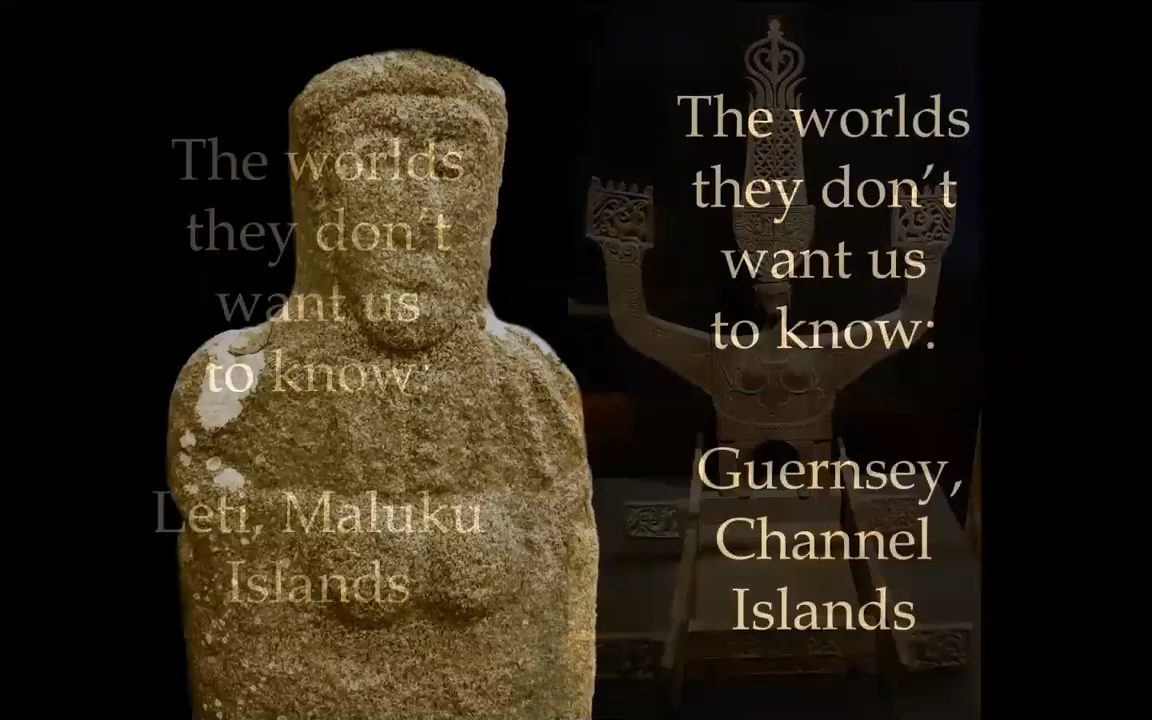 The worlds
they don't
want us
to know:
Leti, Maluku
Islands
The worlds
they don't
want us
to know:
Guernsey,
Channel
Islands